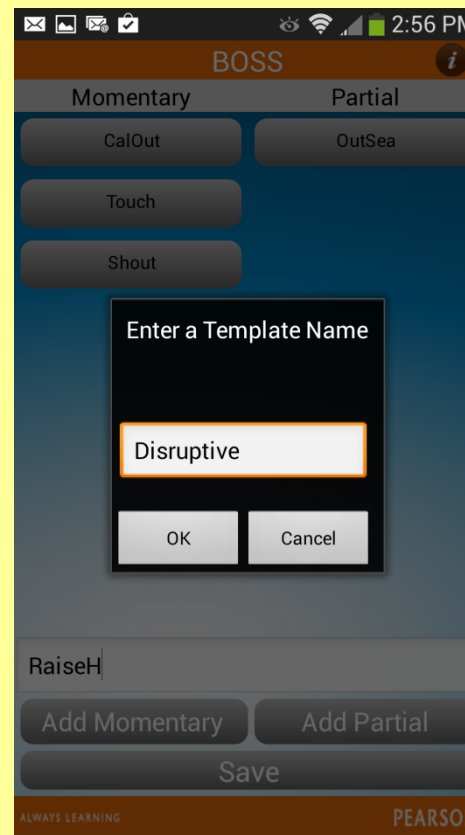 2:56 PM
BOSS
i
Momentary Partial
CalOut OutSea
Touch
Shout
Enter a Template Name
Disruptive
OK Cancel
RaiseH
Add Momentary Add Partial
Save
ALWAYS LEARNING PEARSO